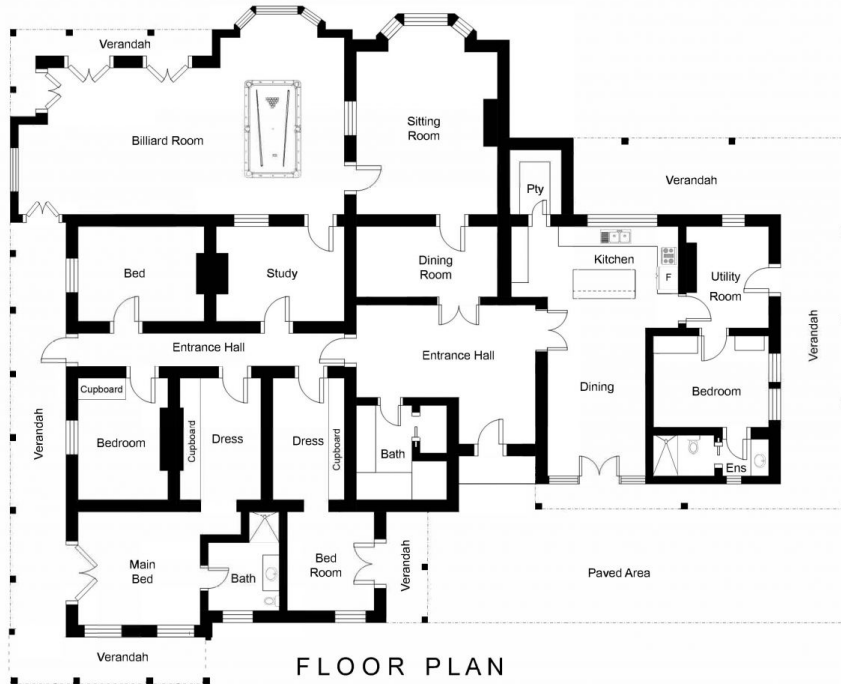 Verandah
Billiard Room
Sitting
Room
Pty
Verandah
Bed
Study
Dining
Room
Kitchen
F
Utility
Room
Entrance Hall
Entrance Hall
Verandah
Cupboard
Bedroom
Cupboard
Dress
Dress
Cupboard
Bath
Dining
Bedroom
Ens
Verandah
Main
Bed
Bath
Bed
Room
Verandah
Paved Area
Verandah
FLOOR PLAN